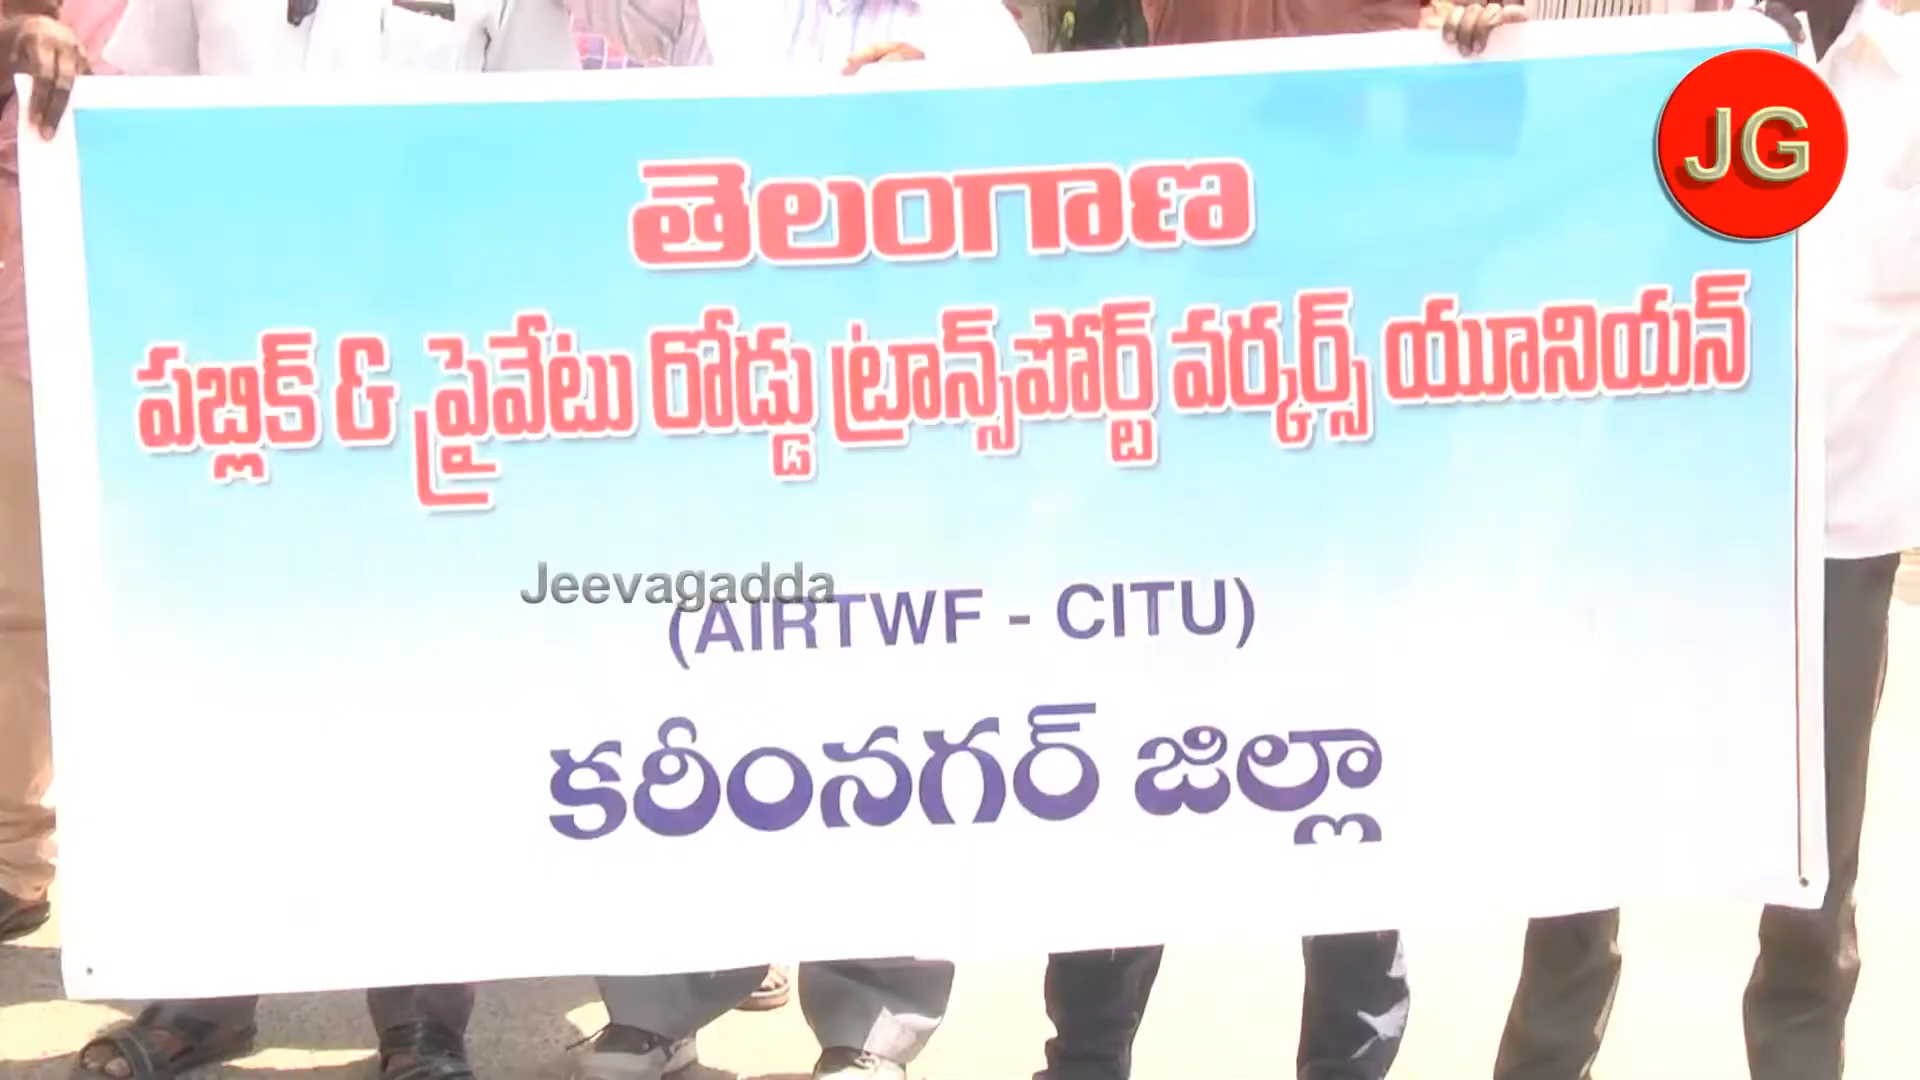 JG
తెలంగాణ
పబ్లిక్ & ప్రైవేటు రోడ్డు ట్రాన్స్‌పోర్ట్ వర్కర్స్ యూనియన్
Jeevagadda
(AIRTWF - CITU)
కరీంనగర్ జిల్లా